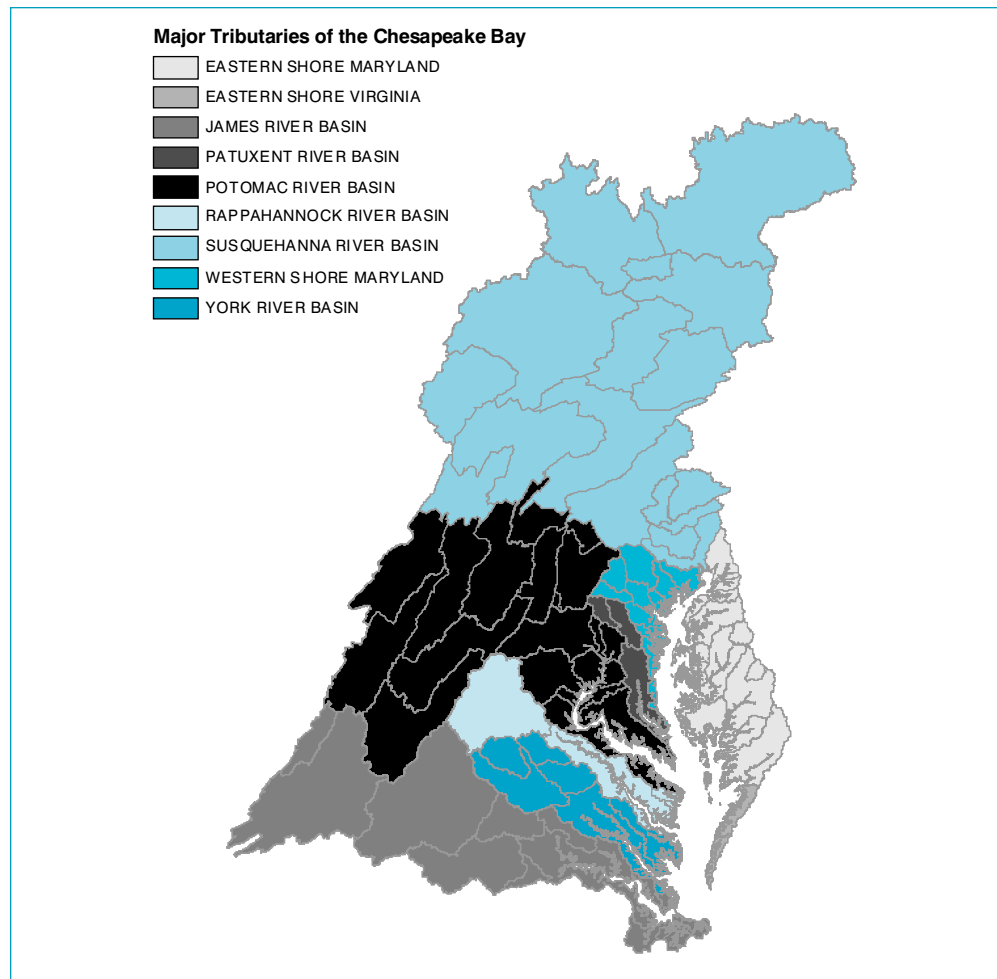 Major Tributaries of the Chesapeake Bay
EASTERN SHORE MARYLAND
EASTERN SHORE VIRGINIA
JAMES RIVER BASIN
PATUXENT RIVER BASIN
POTOMAC RIVER BASIN
RAPPAHANNOCK RIVER BASIN
SUSQUEHANNA RIVER BASIN
WESTERN SHORE MARYLAND
YORK RIVER BASIN